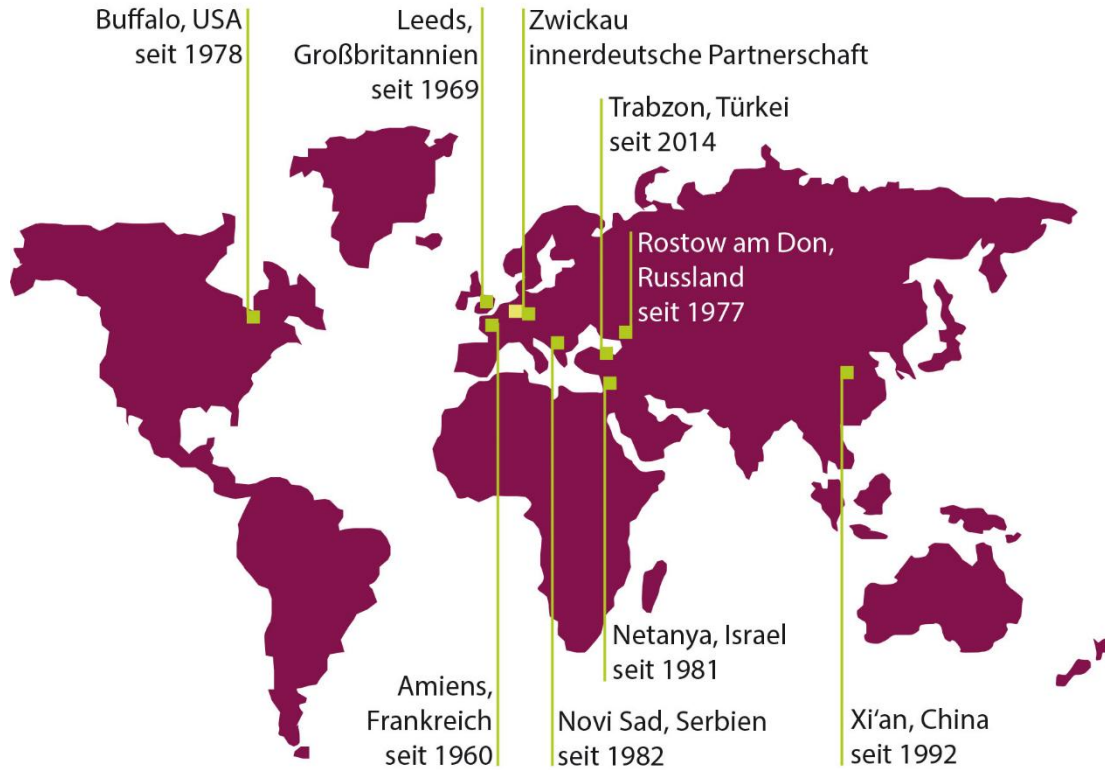 Buffalo, USA
seit 1978
Leeds,
Großbritannien
seit 1969
Zwickau
innerdeutsche Partnerschaft
Trabzon, Türkei
seit 2014
Rostow am Don,
Russland
seit 1977
Netanya, Israel
seit 1981
Amiens,
Frankreich
seit 1960
Novi Sad, Serbien
seit 1982
Xi‘an, China
seit 1992